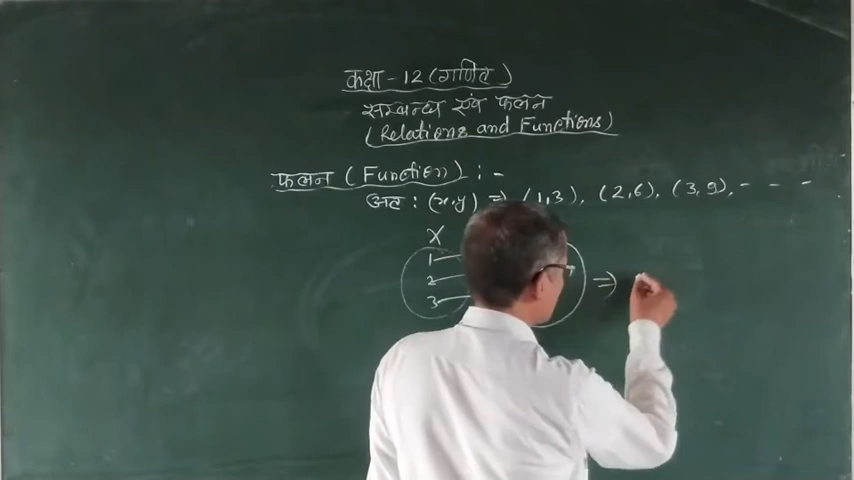 कक्षा - 12 (गणित)
सम्बन्ध एवं फलन
(Relations and Functions)
फलन (Function) : -
अतः (x,y) ⇒ (1,3), (2,6), (3,9), - - -
X
1
2 ⇒
3